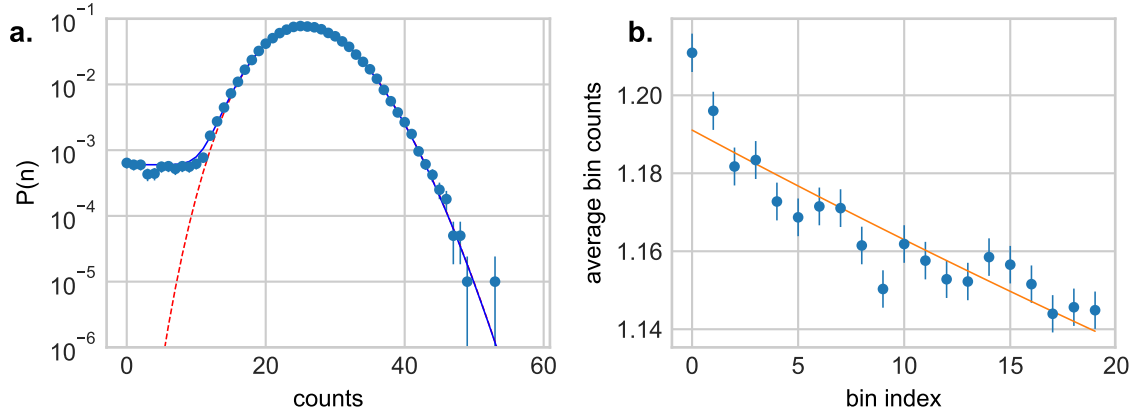 a.
P(n)
10⁻¹
10⁻²
10⁻³
10⁻⁴
10⁻⁵
10⁻⁶
0 20 40 60
counts
b.
average bin counts
1.20
1.18
1.16
1.14
0 5 10 15 20
bin index